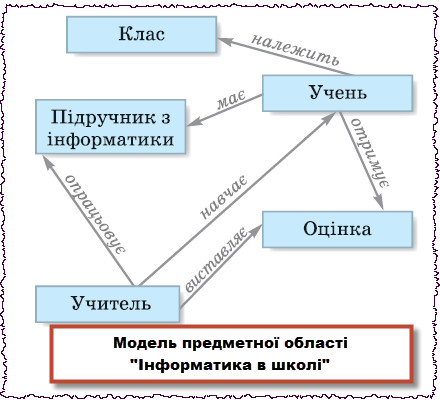 Клас
належить
Учень
має
Підручник з
інформатики
отримує
опрацьовує
навчає
виставляє
Оцінка
Учитель
Модель предметної області
"Інформатика в школі"